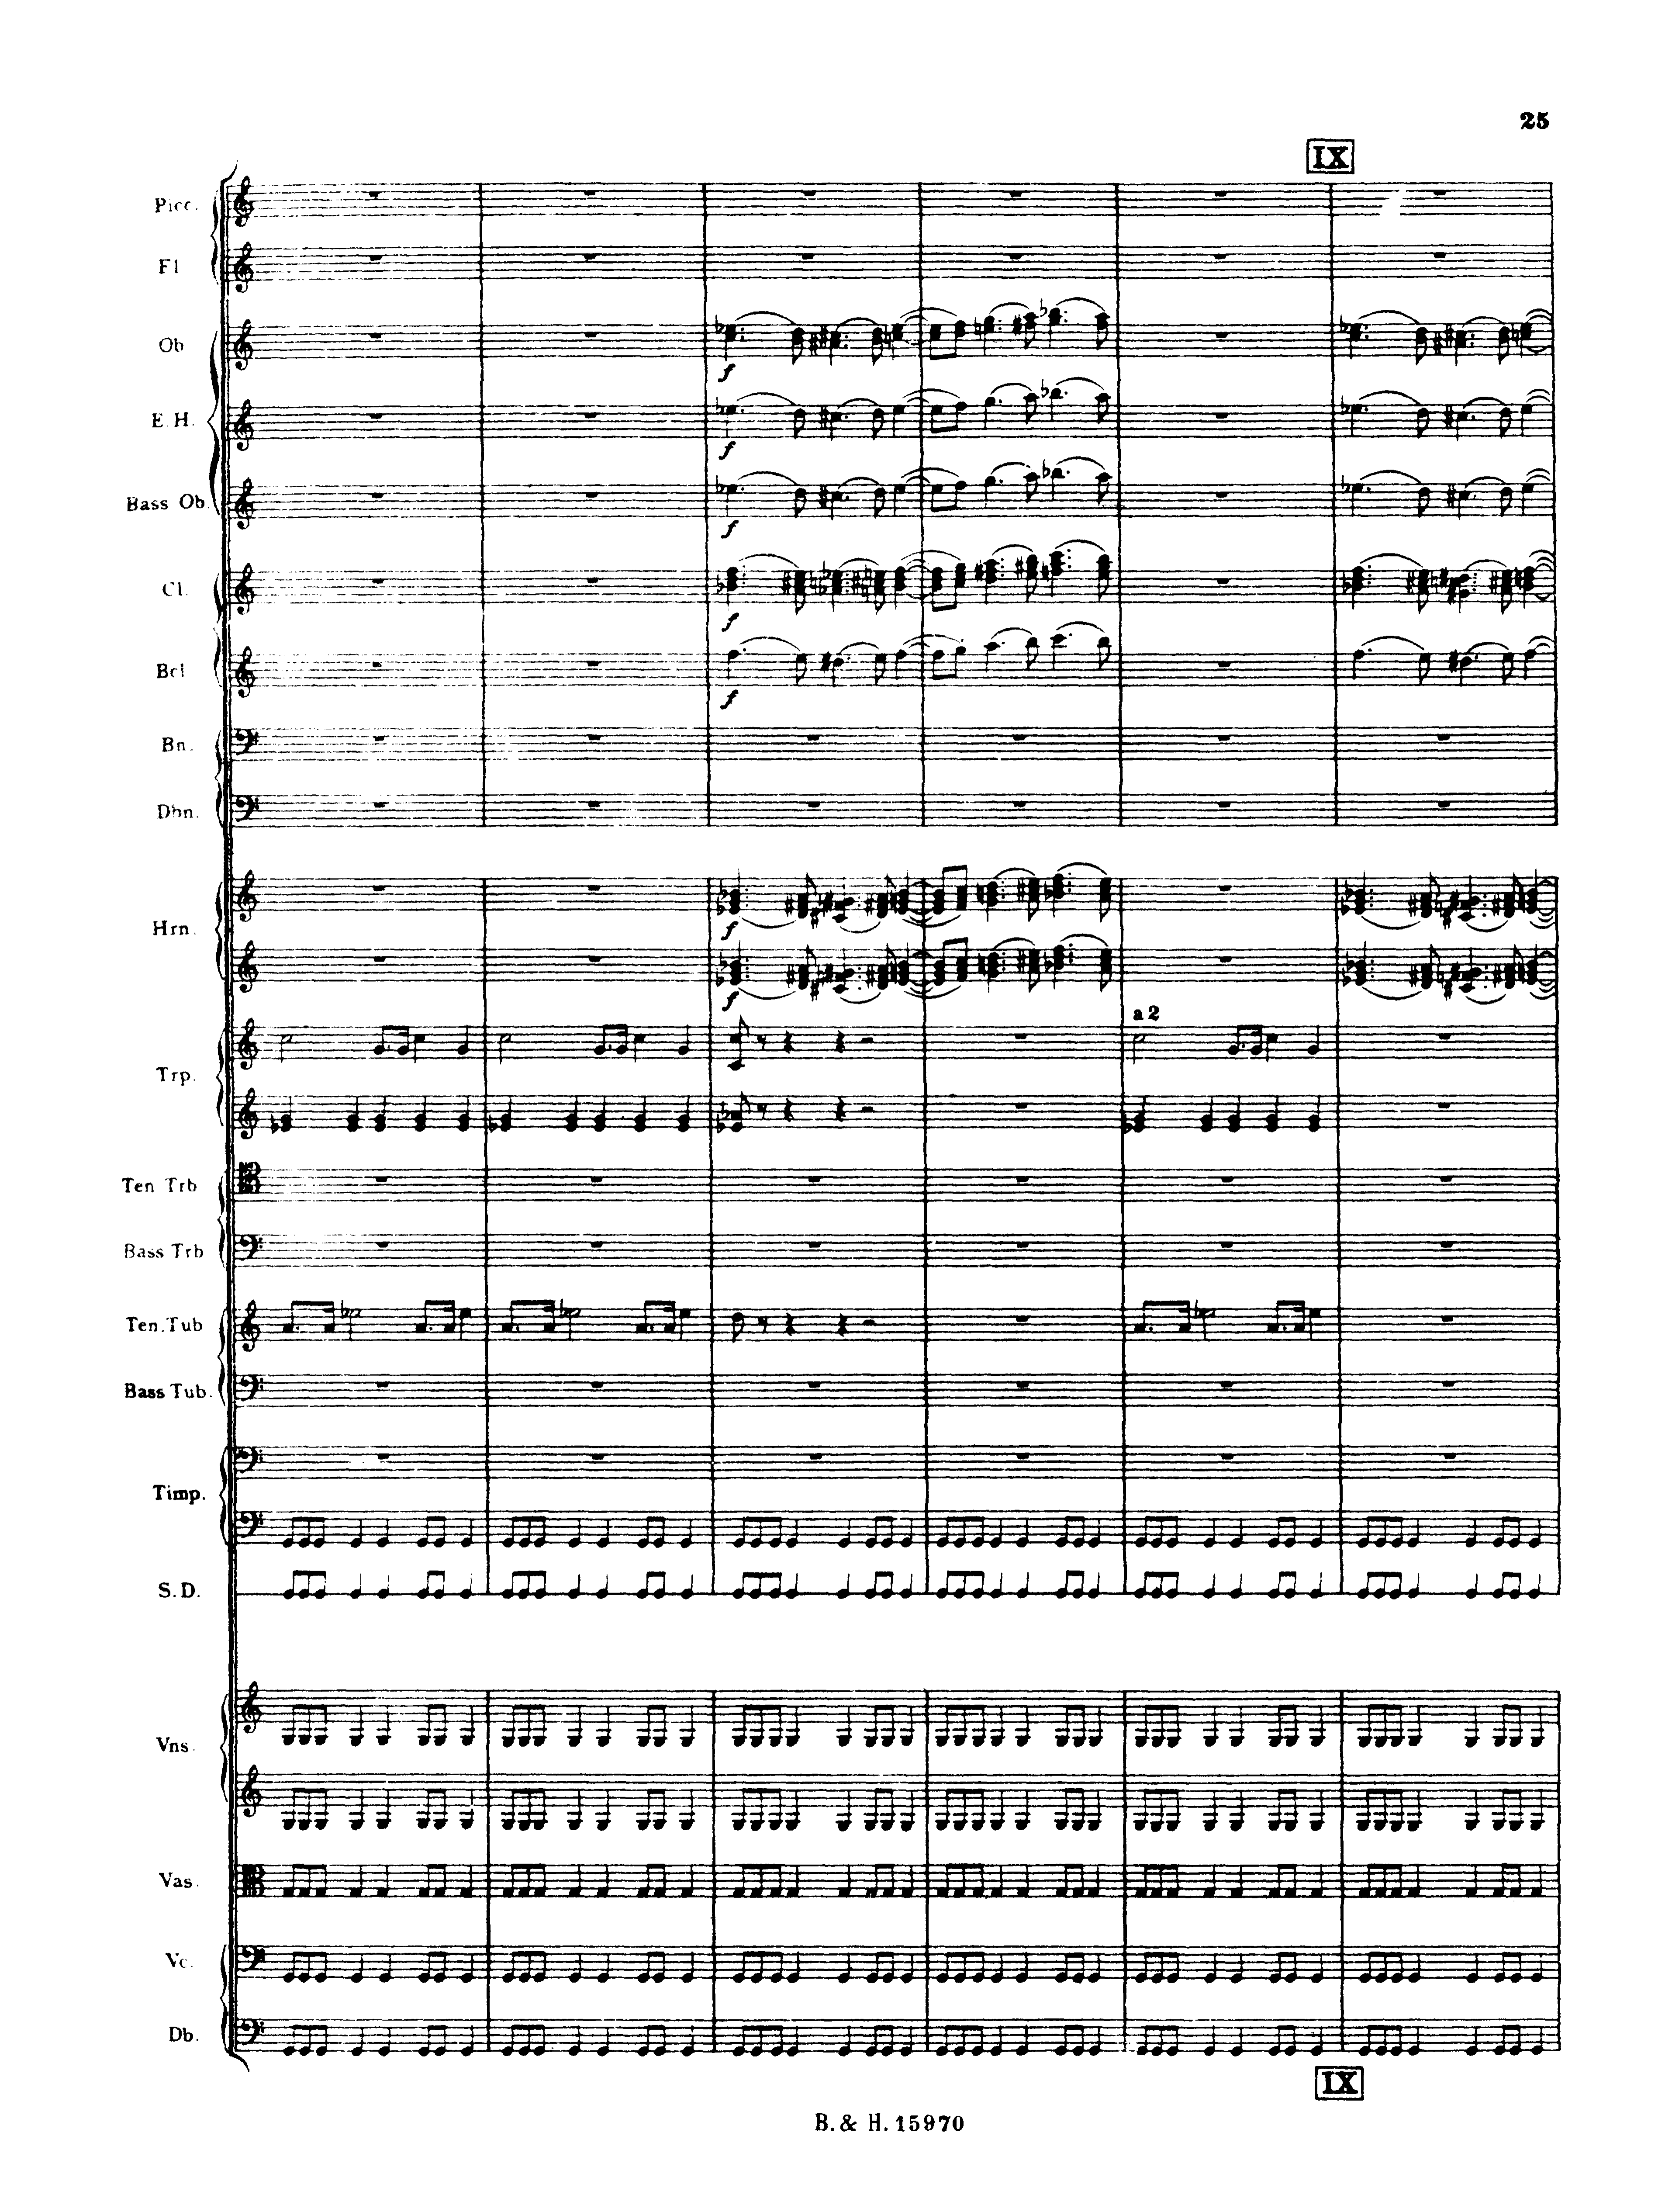 25
IX
Picc.
Fl
Ob
E. H.
Bass Ob.
Cl.
Bcl
Bn.
Dbn.
Hrn.
a 2
Trp.
Ten Trb
Bass Trb
Ten. Tub
Bass Tub.
Timp.
S. D.
Vns.
Vas.
Vc.
Db.
f
f
f
f
f
f
f
IX
B. & H. 15970